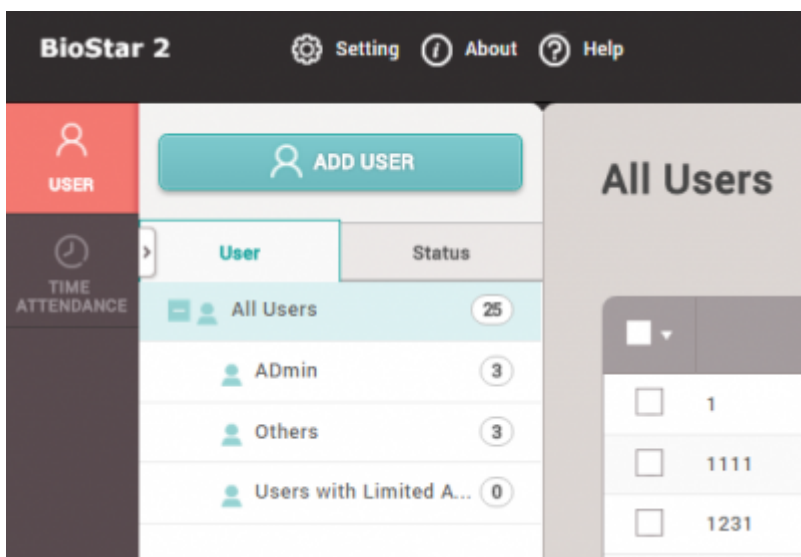 BioStar 2 Setting About Help
USER
TIME
ATTENDANCE
ADD USER
User Status
All Users 25
ADmin 3
Others 3
Users with Limited A... 0
All Users
1
1111
1231